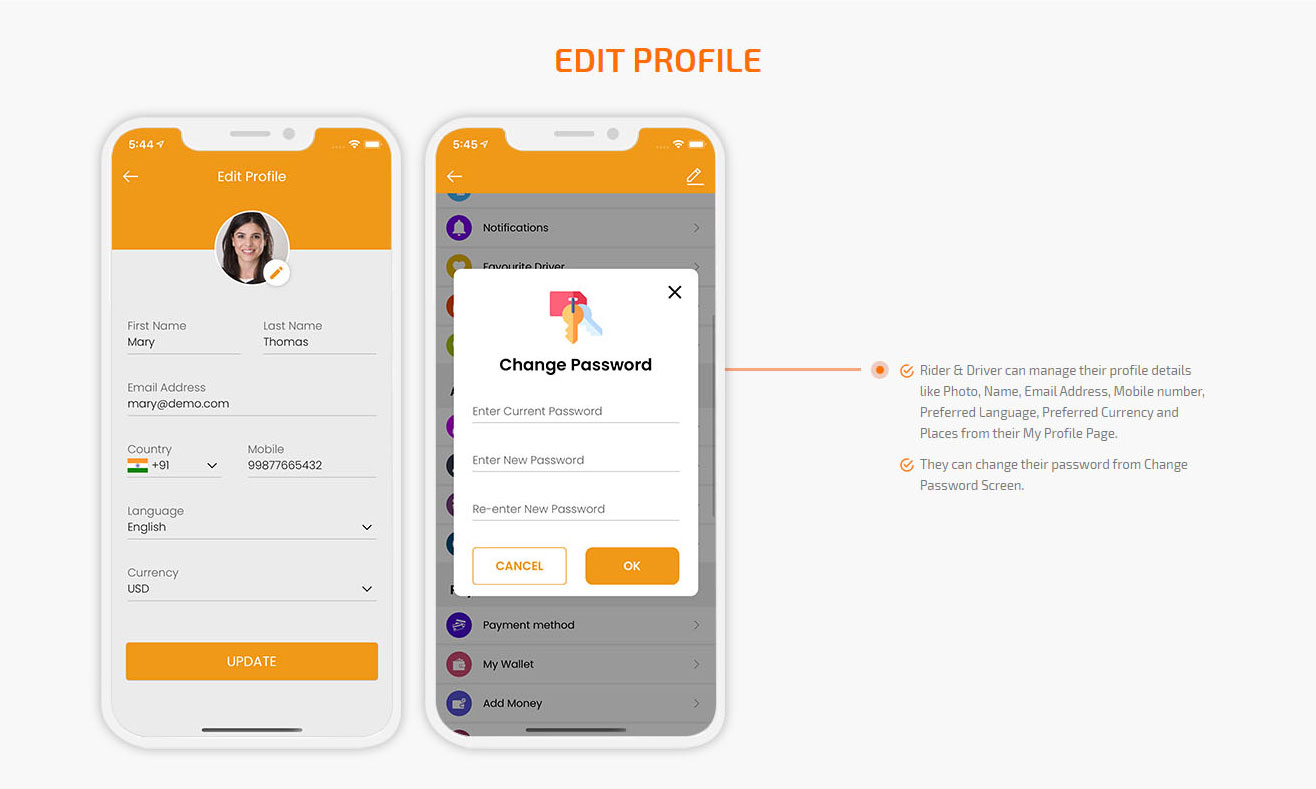 EDIT PROFILE
5:44
Edit Profile
First Name
Last Name
Mary
Thomas
Email Address
mary@demo.com
Country
Mobile
+91
99877665432
Language
English
Currency
USD
UPDATE
5:45
Notifications
Favourite Driver
Change Password
Enter Current Password
Enter New Password
Re-enter New Password
CANCEL
OK
Payment method
My Wallet
Add Money
Rider & Driver can manage their profile details
like Photo, Name, Email Address, Mobile number,
Preferred Language, Preferred Currency and
Places from their My Profile Page.
They can change their password from Change
Password Screen.